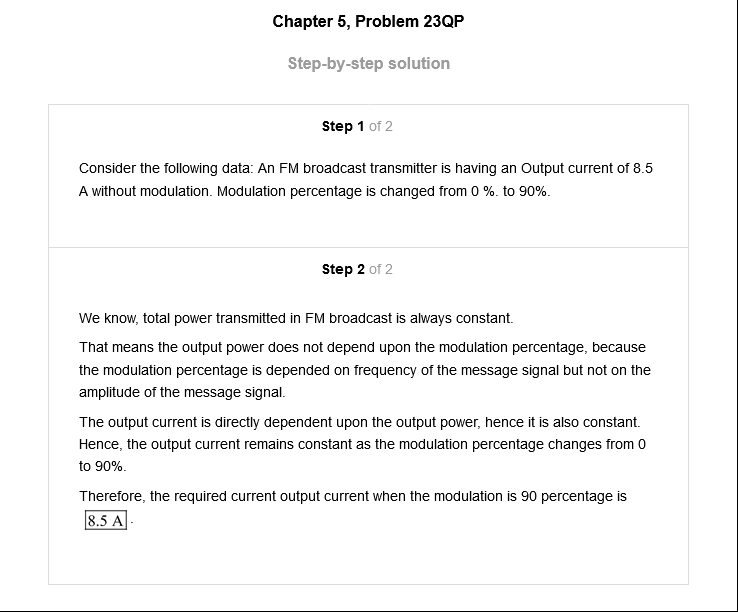 Chapter 5, Problem 23QP
Step-by-step solution
Step 1 of 2
Consider the following data: An FM broadcast transmitter is having an Output current of 8.5
A without modulation. Modulation percentage is changed from 0 %. to 90%.
Step 2 of 2
We know, total power transmitted in FM broadcast is always constant.
That means the output power does not depend upon the modulation percentage, because
the modulation percentage is depended on frequency of the message signal but not on the
amplitude of the message signal.
The output current is directly dependent upon the output power, hence it is also constant.
Hence, the output current remains constant as the modulation percentage changes from 0
to 90%.
Therefore, the required current output current when the modulation is 90 percentage is
8.5 A.